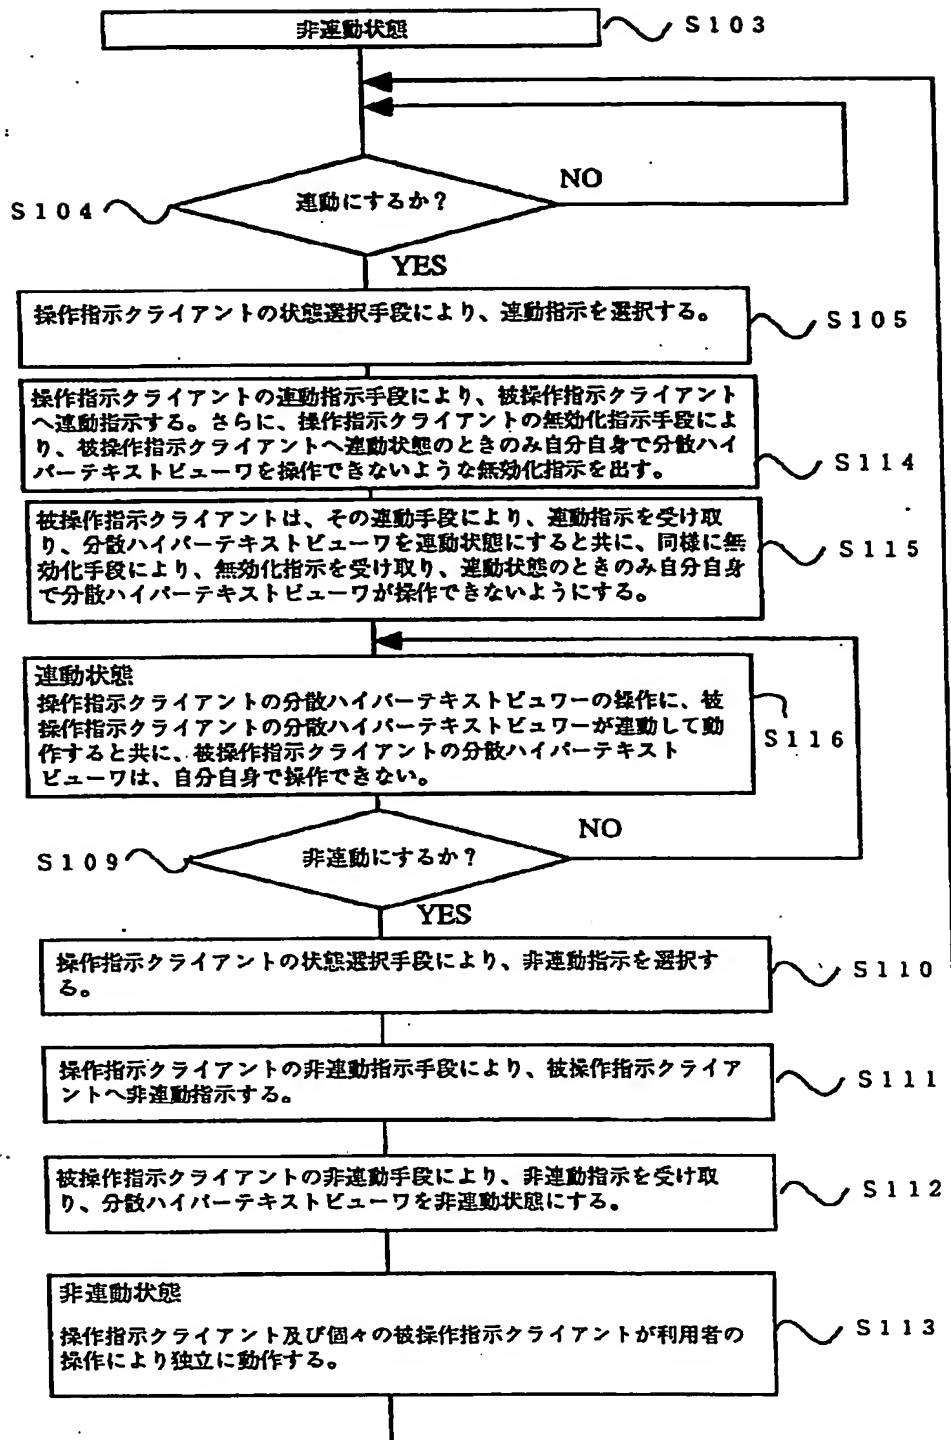 非連動状態
S103
連動にするか？
NO
S104
YES
操作指示クライアントの状態選択手段により、連動指示を選択する。
S105
操作指示クライアントの連動指示手段により、被操作指示クライアント
へ連動指示する。さらに、操作指示クライアントの無効化指示手段によ
り、被操作指示クライアントへ連動状態のときのみ自分自身で分散ハイ
パーテキストビューワを操作できないような無効化指示を出す。
S114
被操作指示クライアントは、その連動手段により、連動指示を受け取
り、分散ハイパーテキストビューワを連動状態にすると共に、同様に無
効化手段により、無効化指示を受け取り、連動状態のときのみ自分自身
で分散ハイパーテキストビューワが操作できないようにする。
S115
連動状態
操作指示クライアントの分散ハイパーテキストビュワーの操作に、被
操作指示クライアントの分散ハイパーテキストビュワーが連動して動
作すると共に、被操作指示クライアントの分散ハイパーテキスト
ビューワは、自分自身で操作できない。
S116
非連動にするか？
NO
S109
YES
操作指示クライアントの状態選択手段により、非連動指示を選択す
る。
S110
操作指示クライアントの非連動指示手段により、被操作指示クライア
ントへ非連動指示する。
S111
被操作指示クライアントの非連動手段により、非連動指示を受け取
り、分散ハイパーテキストビューワを非連動状態にする。
S112
非連動状態
操作指示クライアント及び個々の被操作指示クライアントが利用者の
操作により独立に動作する。
S113